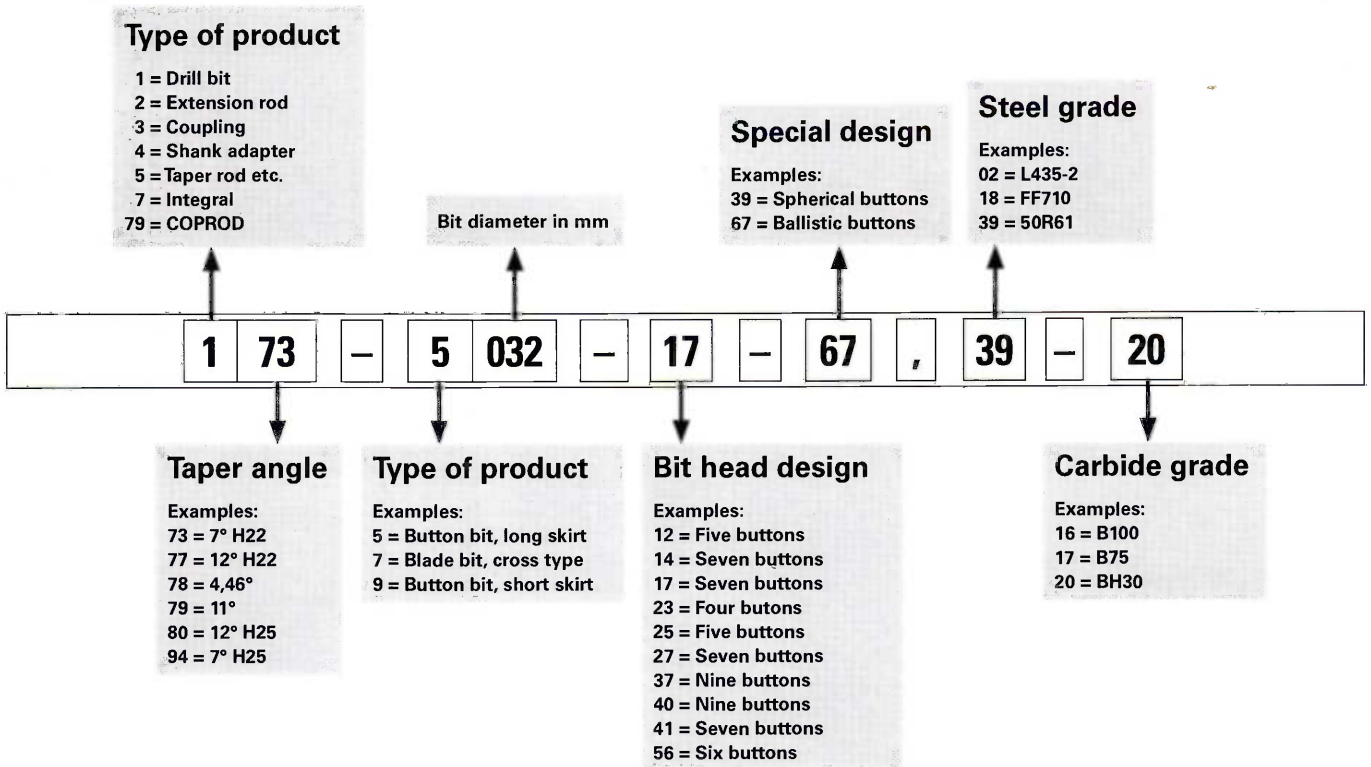 Type of product
1 = Drill bit
2 = Extension rod
3 = Coupling
4 = Shank adapter
5 = Taper rod etc.
7 = Integral
79 = COPROD
Bit diameter in mm
Special design
Examples:
39 = Spherical buttons
67 = Ballistic buttons
Steel grade
Examples:
02 = L435-2
18 = FF710
39 = 50R61
1 73 – 5 032 – 17 – 67 , 39 – 20
Taper angle
Examples:
73 = 7° H22
77 = 12° H22
78 = 4,46°
79 = 11°
80 = 12° H25
94 = 7° H25
Type of product
Examples:
5 = Button bit, long skirt
7 = Blade bit, cross type
9 = Button bit, short skirt
Bit head design
Examples:
12 = Five buttons
14 = Seven buttons
17 = Seven buttons
23 = Four butons
25 = Five buttons
27 = Seven buttons
37 = Nine buttons
40 = Nine buttons
41 = Seven buttons
56 = Six buttons
Carbide grade
Examples:
16 = B100
17 = B75
20 = BH30